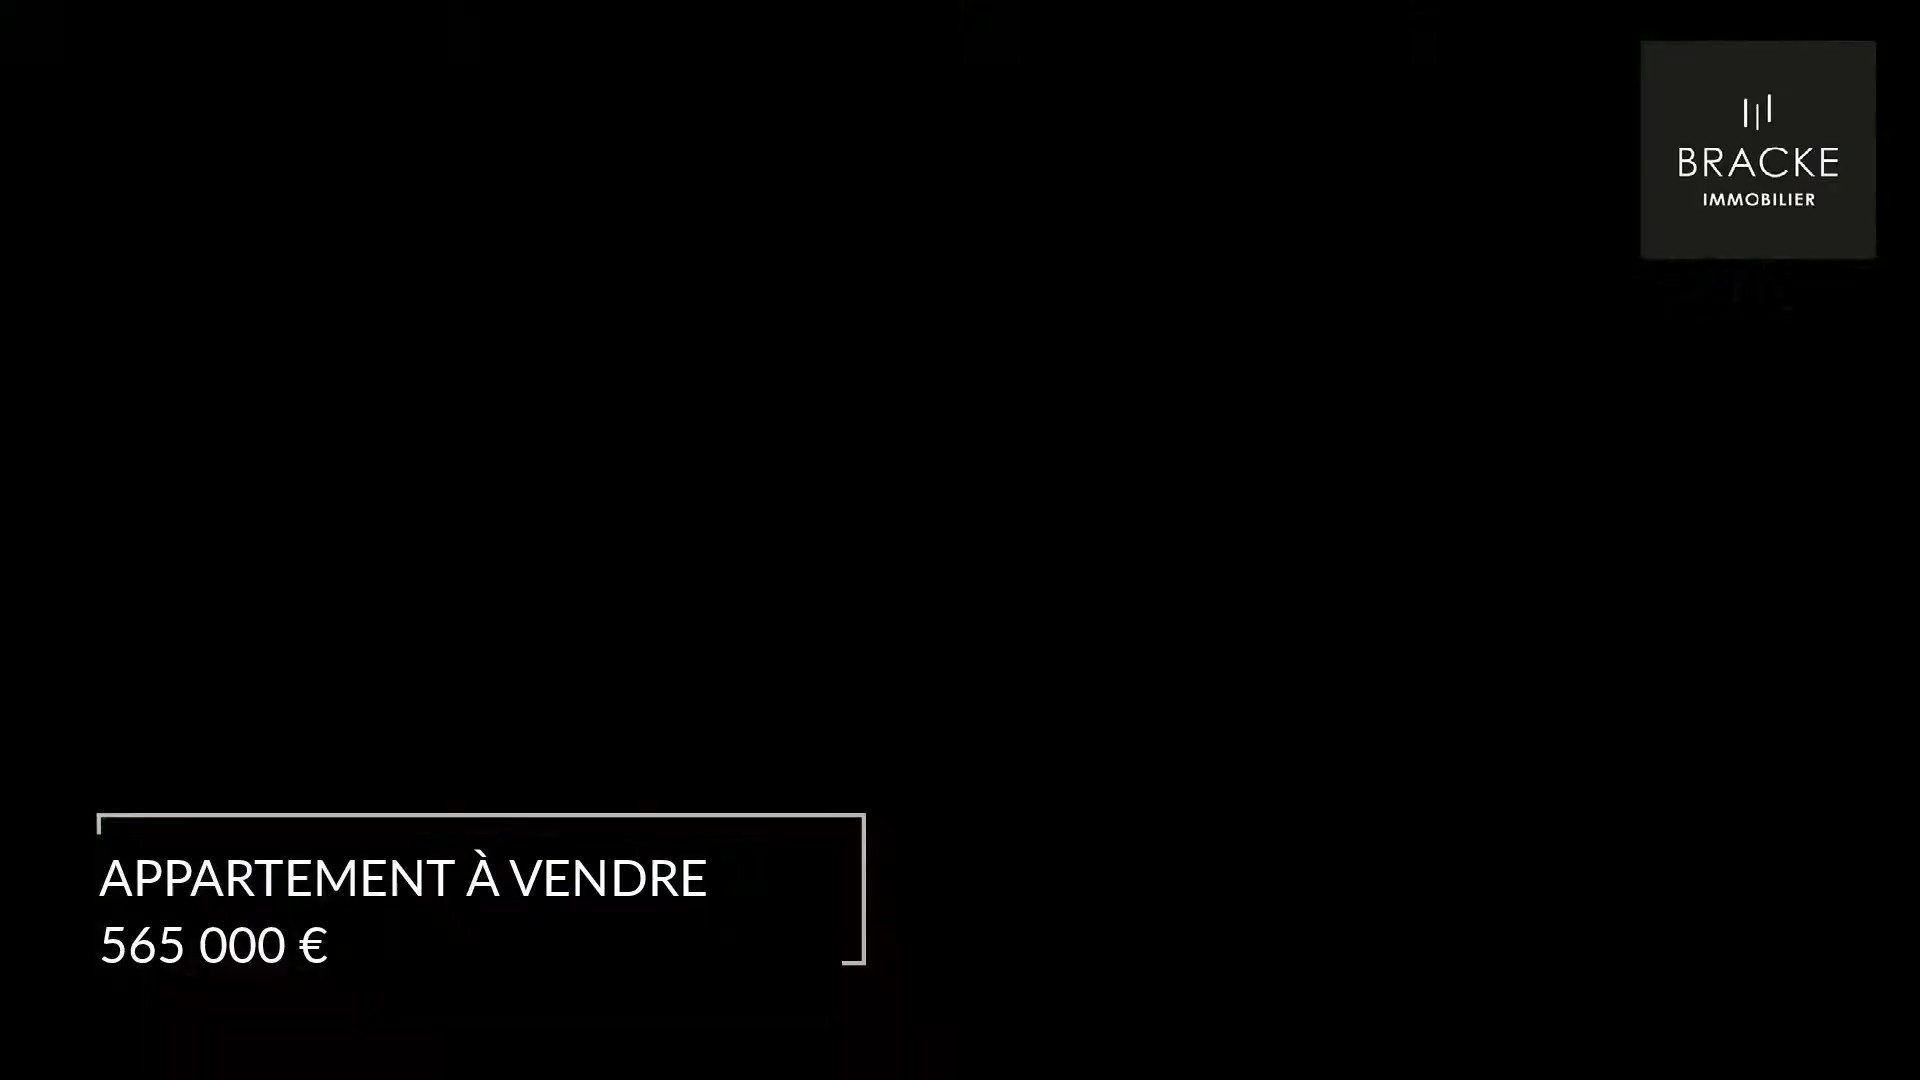 BRACKE
IMMOBILIER
APPARTEMENT À VENDRE
565 000 €